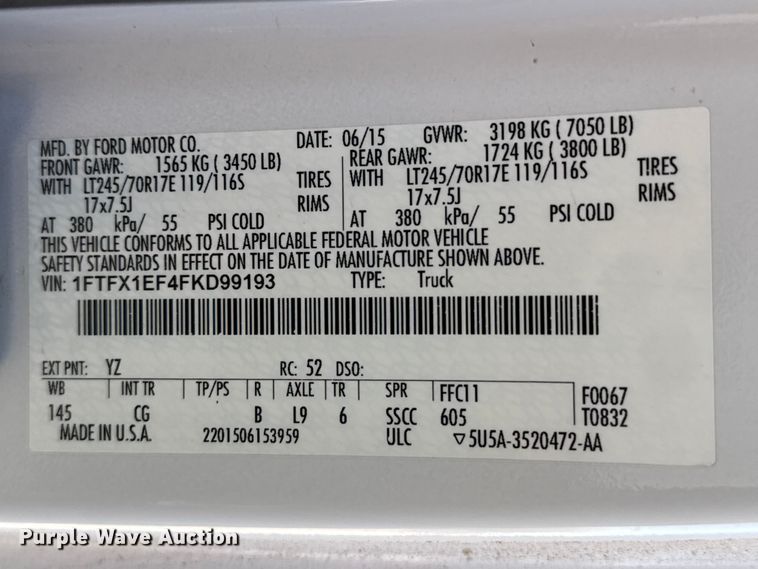 MFD. BY FORD MOTOR CO. DATE: 06/15 GVWR: 3198 KG ( 7050 LB)
FRONT GAWR: 1565 KG ( 3450 LB) REAR GAWR: 1724 KG ( 3800 LB)
WITH LT245/70R17E 119/116S TIRES WITH LT245/70R17E 119/116S TIRES
17x7.5J RIMS 17x7.5J RIMS
AT 380 kPa/ 55 PSI COLD AT 380 kPa/ 55 PSI COLD
THIS VEHICLE CONFORMS TO ALL APPLICABLE FEDERAL MOTOR VEHICLE
SAFETY STANDARDS IN EFFECT ON THE DATE OF MANUFACTURE SHOWN ABOVE.
VIN: 1FTFX1EF4FKD99193 TYPE: Truck
EXT PNT: YZ RC: 52 DSO:
WB INT TR TP/PS R AXLE TR SPR FFC11 F0067
145 CG B L9 6 SSCC 605 T0832
MADE IN U.S.A. 2201506153959 ULC ▽5U5A-3520472-AA
Purple Wave Auction